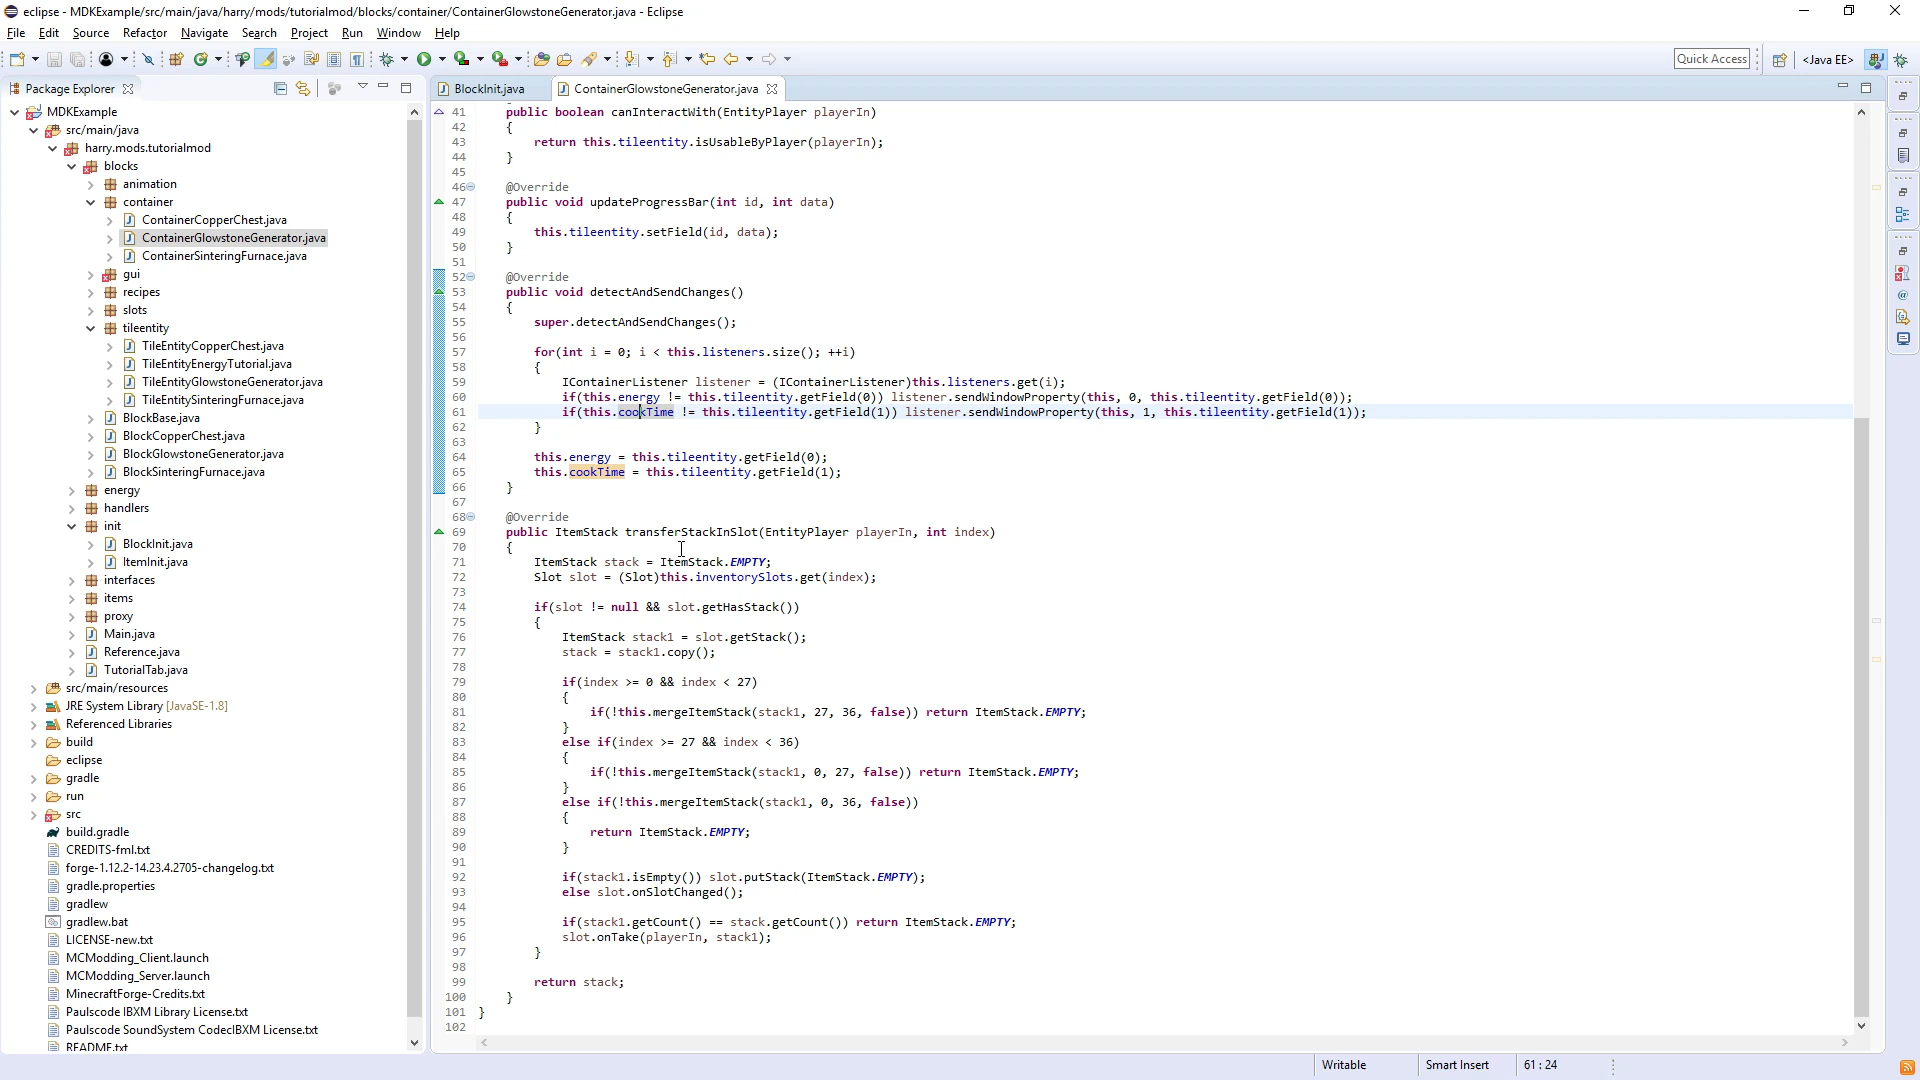 eclipse - MDKExample/src/main/java/harry/mods/tutorialmod/blocks/container/ContainerGlowstoneGenerator.java - Eclipse
File Edit Source Refactor Navigate Search Project Run Window Help
Quick Access <Java EE>
Package Explorer
BlockInit.java ContainerGlowstoneGenerator.java
MDKExample
src/main/java
harry.mods.tutorialmod
blocks
animation
container
ContainerCopperChest.java
ContainerGlowstoneGenerator.java
ContainerSinteringFurnace.java
gui
recipes
slots
tileentity
TileEntityCopperChest.java
TileEntityEnergyTutorial.java
TileEntityGlowstoneGenerator.java
TileEntitySinteringFurnace.java
BlockBase.java
BlockCopperChest.java
BlockGlowstoneGenerator.java
BlockSinteringFurnace.java
energy
handlers
init
BlockInit.java
ItemInit.java
interfaces
items
proxy
Main.java
Reference.java
TutorialTab.java
src/main/resources
JRE System Library [JavaSE-1.8]
Referenced Libraries
build
eclipse
gradle
run
src
build.gradle
CREDITS-fml.txt
forge-1.12.2-14.23.4.2705-changelog.txt
gradle.properties
gradlew
gradlew.bat
LICENSE-new.txt
MCModding_Client.launch
MCModding_Server.launch
MinecraftForge-Credits.txt
Paulscode IBXM Library License.txt
Paulscode SoundSystem CodecIBXM License.txt
README.txt
41 public boolean canInteractWith(EntityPlayer playerIn)
42 {
43 return this.tileentity.isUsableByPlayer(playerIn);
44 }
45
46 @Override
47 public void updateProgressBar(int id, int data)
48 {
49 this.tileentity.setField(id, data);
50 }
51
52 @Override
53 public void detectAndSendChanges()
54 {
55 super.detectAndSendChanges();
56
57 for(int i = 0; i < this.listeners.size(); ++i)
58 {
59 IContainerListener listener = (IContainerListener)this.listeners.get(i);
60 if(this.energy != this.tileentity.getField(0)) listener.sendWindowProperty(this, 0, this.tileentity.getField(0));
61 if(this.cookTime != this.tileentity.getField(1)) listener.sendWindowProperty(this, 1, this.tileentity.getField(1));
62 }
63
64 this.energy = this.tileentity.getField(0);
65 this.cookTime = this.tileentity.getField(1);
66 }
67
68 @Override
69 public ItemStack transferStackInSlot(EntityPlayer playerIn, int index)
70 {
71 ItemStack stack = ItemStack.EMPTY;
72 Slot slot = (Slot)this.inventorySlots.get(index);
73
74 if(slot != null && slot.getHasStack())
75 {
76 ItemStack stack1 = slot.getStack();
77 stack = stack1.copy();
78
79 if(index >= 0 && index < 27)
80 {
81 if(!this.mergeItemStack(stack1, 27, 36, false)) return ItemStack.EMPTY;
82 }
83 else if(index >= 27 && index < 36)
84 {
85 if(!this.mergeItemStack(stack1, 0, 27, false)) return ItemStack.EMPTY;
86 }
87 else if(!this.mergeItemStack(stack1, 0, 36, false))
88 {
89 return ItemStack.EMPTY;
90 }
91
92 if(stack1.isEmpty()) slot.putStack(ItemStack.EMPTY);
93 else slot.onSlotChanged();
94
95 if(stack1.getCount() == stack.getCount()) return ItemStack.EMPTY;
96 slot.onTake(playerIn, stack1);
97 }
98
99 return stack;
100 }
101 }
102
Writable Smart Insert 61 : 24